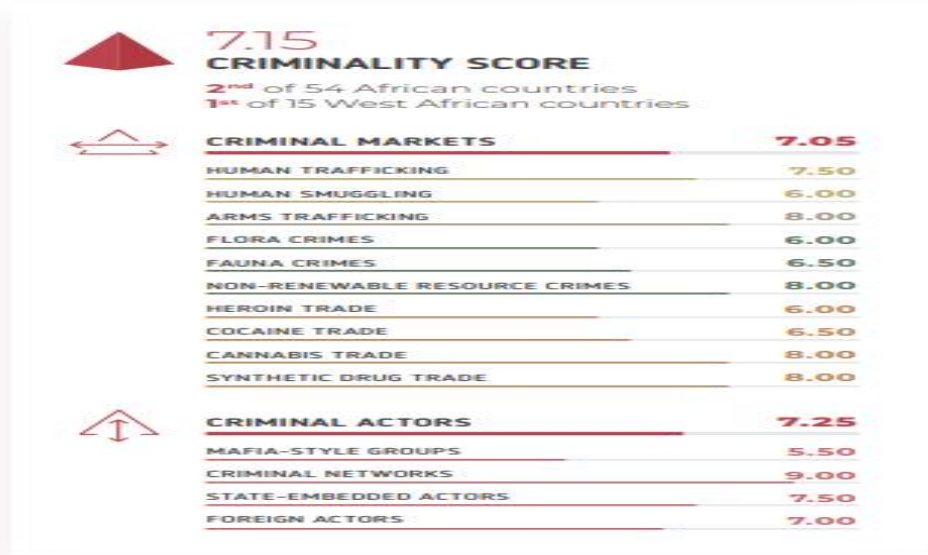 7.15
CRIMINALITY SCORE
2nd of 54 African countries
1st of 15 West African countries
CRIMINAL MARKETS 7.05
HUMAN TRAFFICKING 7.50
HUMAN SMUGGLING 6.00
ARMS TRAFFICKING 8.00
FLORA CRIMES 6.00
FAUNA CRIMES 6.50
NON-RENEWABLE RESOURCE CRIMES 8.00
HEROIN TRADE 6.00
COCAINE TRADE 6.50
CANNABIS TRADE 8.00
SYNTHETIC DRUG TRADE 8.00
CRIMINAL ACTORS 7.25
MAFIA-STYLE GROUPS 5.50
CRIMINAL NETWORKS 9.00
STATE-EMBEDDED ACTORS 7.50
FOREIGN ACTORS 7.00